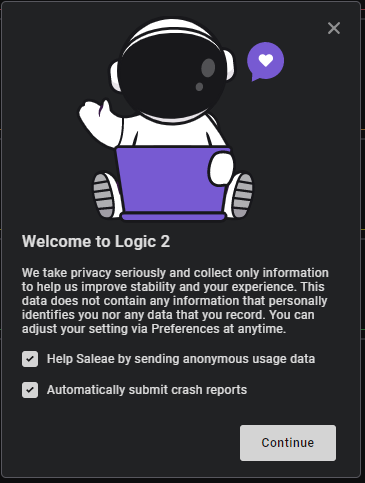 Welcome to Logic 2
We take privacy seriously and collect only information
to help us improve stability and your experience. This
data does not contain any information that personally
identifies you nor any data that you record. You can
adjust your setting via Preferences at anytime.
Help Saleae by sending anonymous usage data
Automatically submit crash reports
Continue